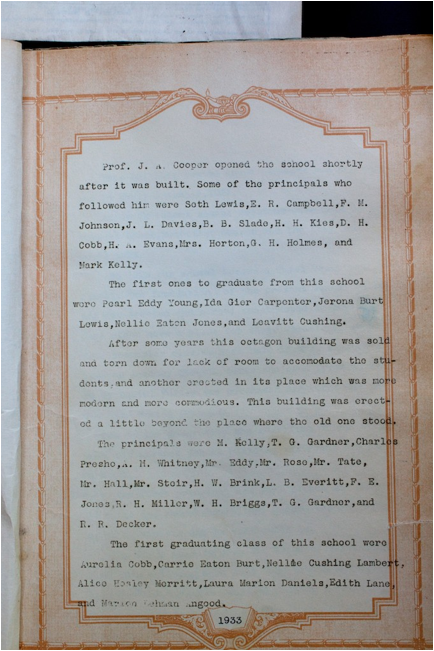 Prof. J. A. Cooper opened the school shortly
after it was built. Some of the principals who
followed him were Seth Lewis,E. R. Campbell,F. M.
Johnson,J. L. Davies,B. B. Slade,H. H. Kies,D. H.
Cobb,H. A. Evans,Mrs. Horton,G. H. Holmes, and
Mark Kelly.
The first ones to graduate from this school
were Pearl Eddy Young,Ida Gier Carpenter,Jerona Burt
Lewis,Nellie Eaton Jones,and Leavitt Cushing.
After some years this octagon building was sold
and torn down for lack of room to accomodate the stu-
dents,and another erected in its place which was more
modern and more commodious. This building was erect-
ed a little beyond the place where the old one stood.
The principals were M. Kelly,T. G. Gardner,Charles
Presho,A. M. Whitney,Mr. Eddy,Mr. Rose,Mr. Tate,
Mr. Hall,Mr. Stoir,H. W. Brink,L. B. Everitt,F. E.
Jones,R. H. Miller,W. H. Briggs,T. G. Gardner,and
R. R. Decker.
The first graduating class of this school were
Aurelia Cobb,Carrie Eaton Burt,Nellie Cushing Lambert,
Alice Merritt,Laura Marion Daniels,Edith Lane,
and
1933